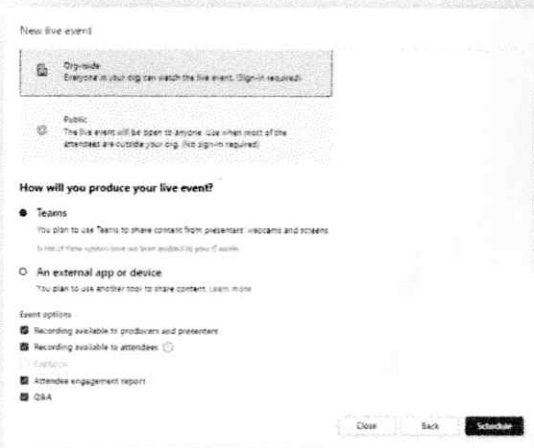 New live event
Org-wide
Everyone in your org can watch the live event. (Sign-in required)
Public
The live event will be open to anyone. Use when most of the
attendees are outside your org. (No sign-in required)
How will you produce your live event?
Teams
You plan to use Teams to share content from presenters' webcams and screens
An external app or device
You plan to use another tool to share content. Learn more
Event options
Recording available to producers and presenters
Recording available to attendees
Captions
Attendee engagement report
Q&A
Close Back Schedule